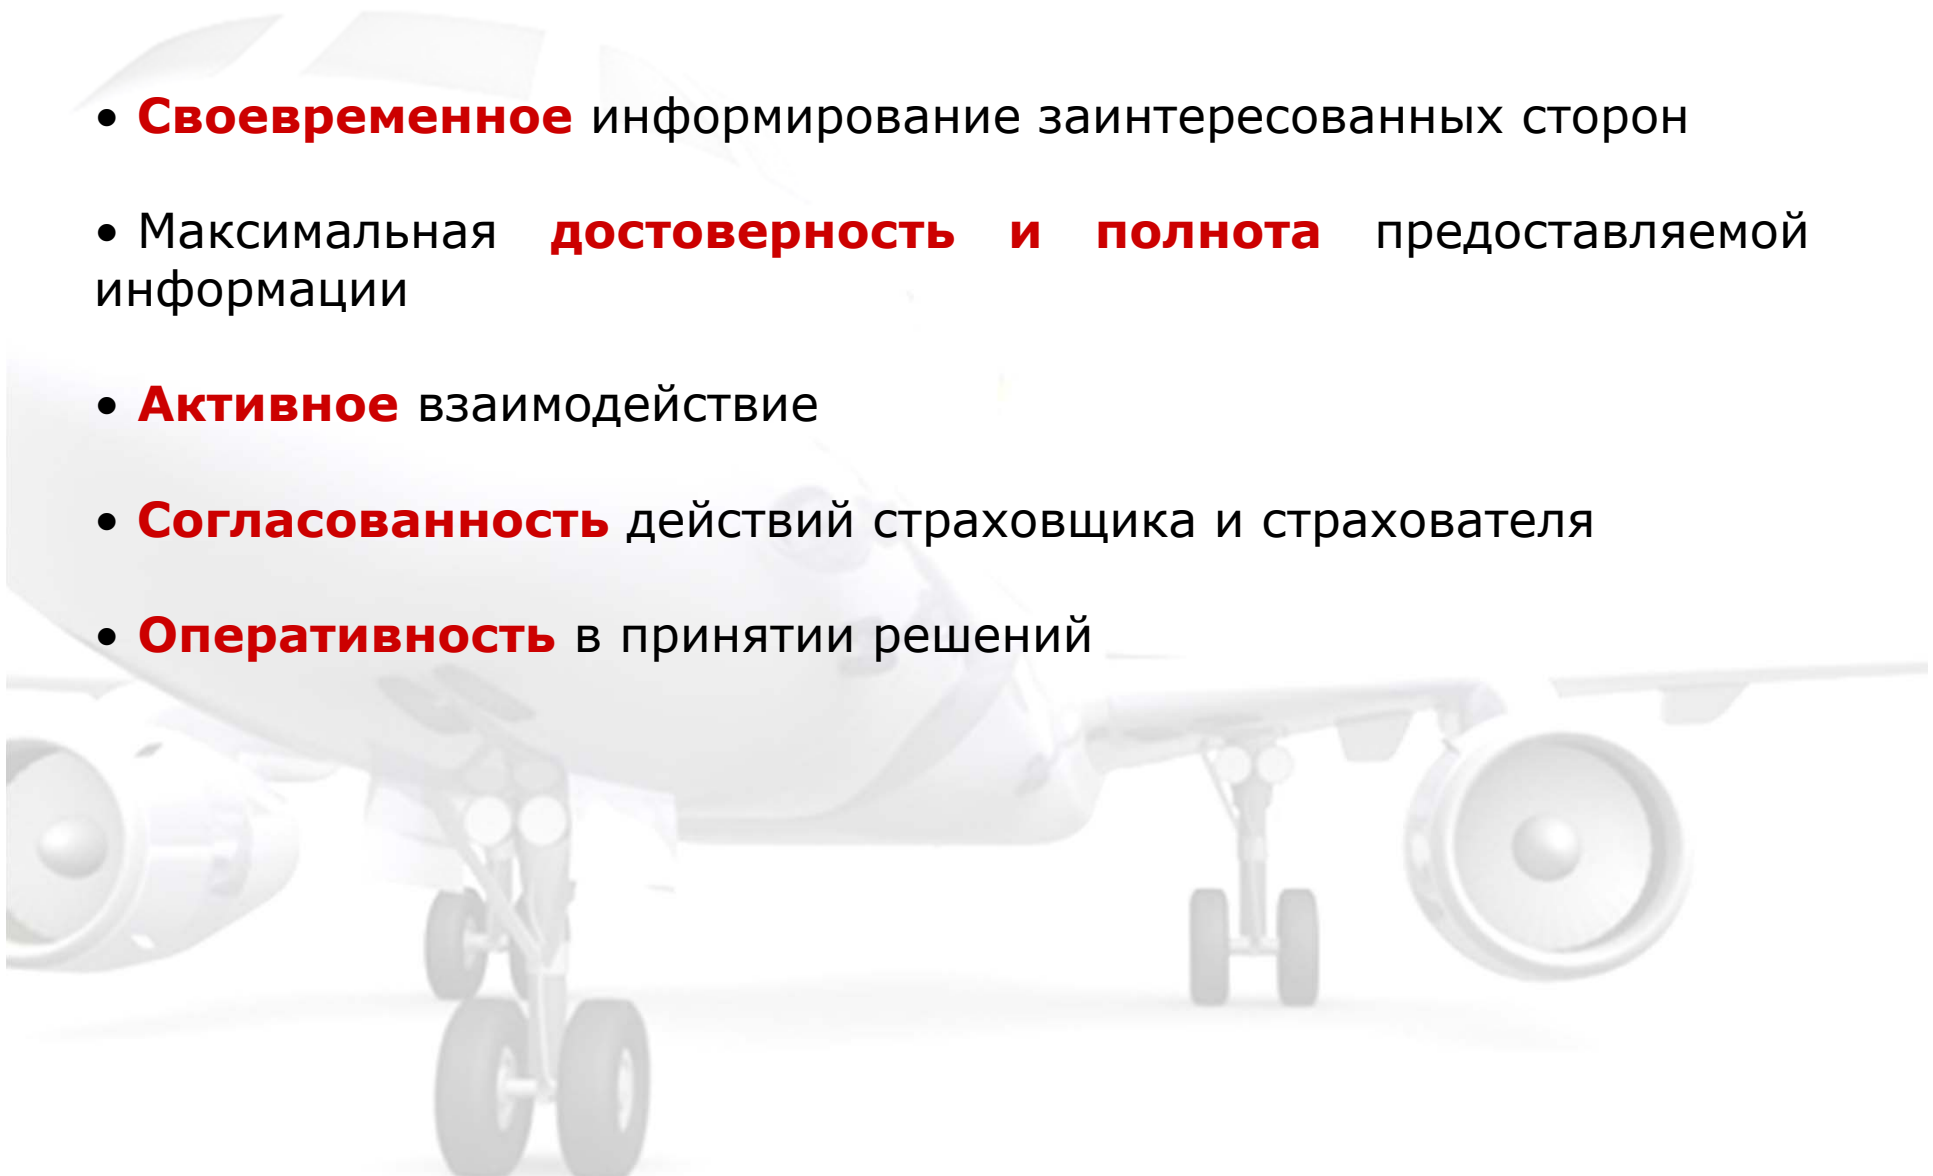 • Своевременное информирование заинтересованных сторон
• Максимальная достоверность и полнота предоставляемой
информации
• Активное взаимодействие
• Согласованность действий страховщика и страхователя
• Оперативность в принятии решений